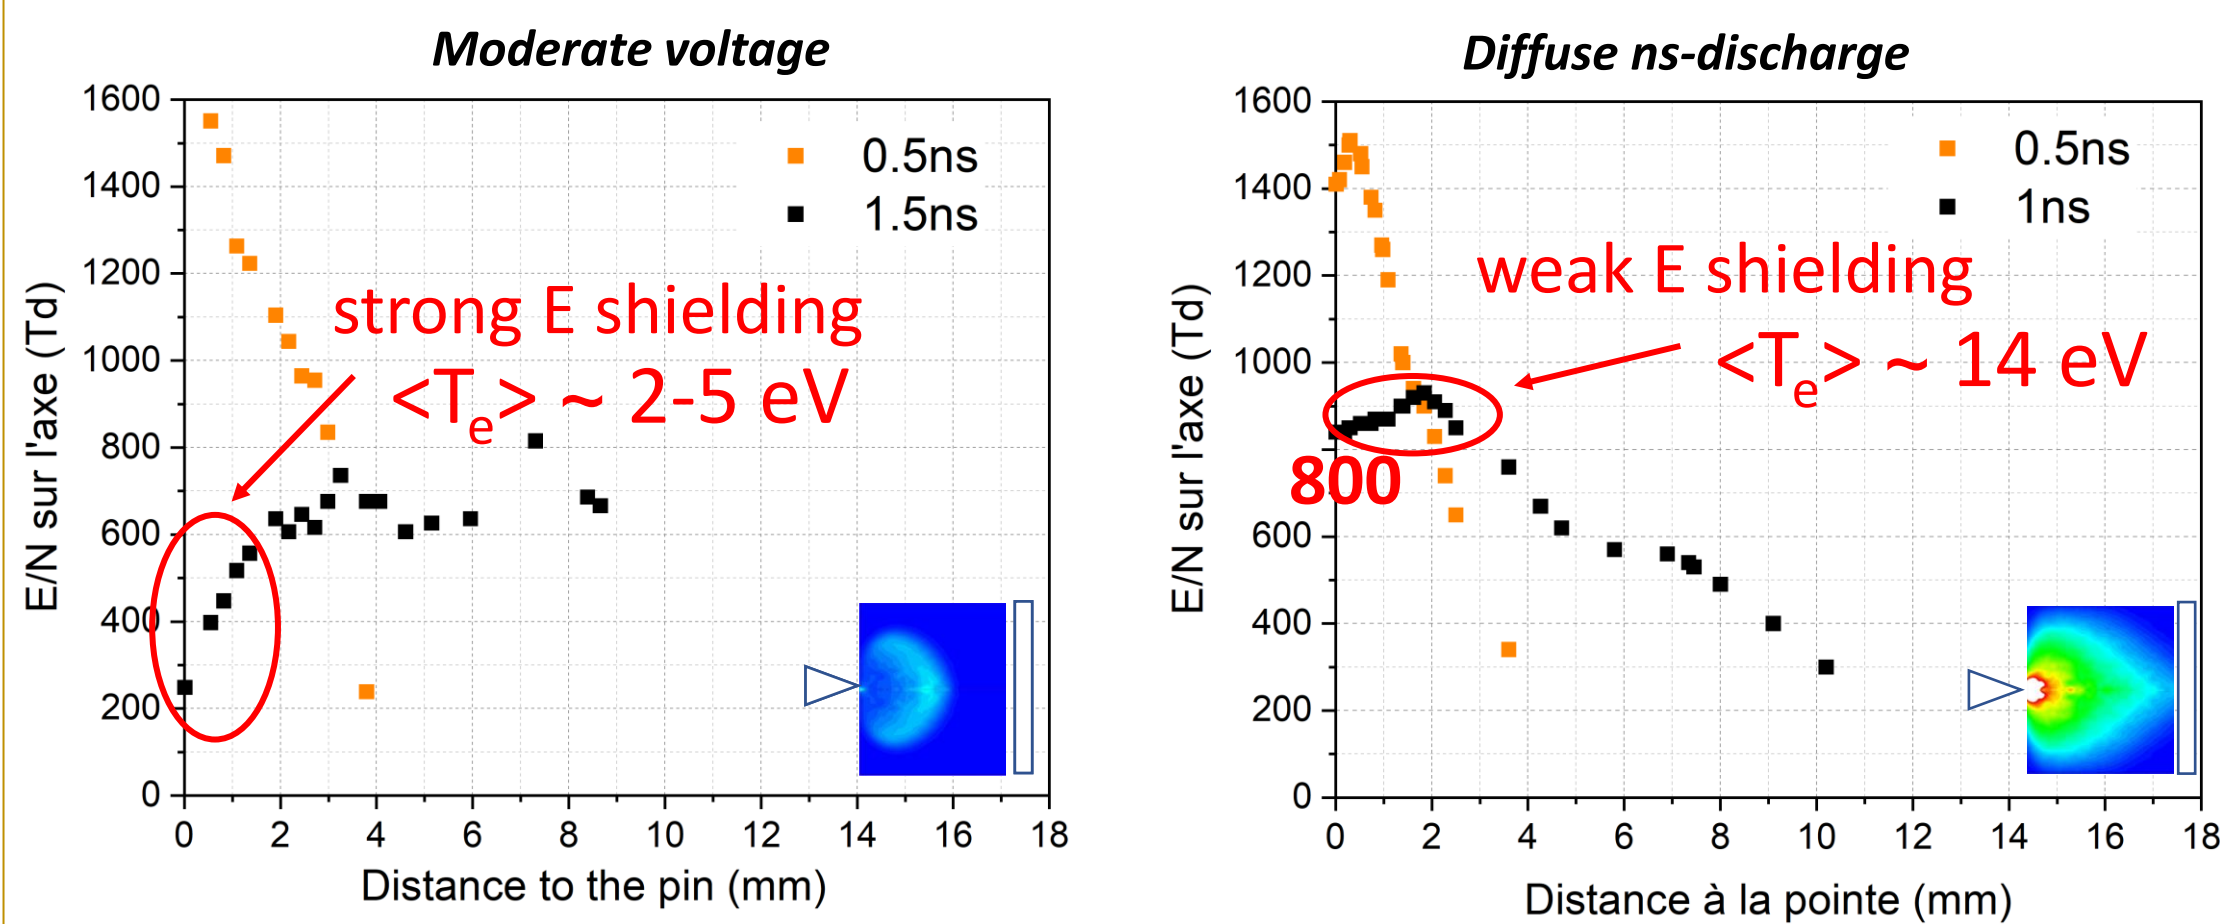 Moderate voltage
1600
1400
1200
1000
800
600
400
200
0
E/N sur l'axe (Td)
0.5ns
1.5ns
strong E shielding
<Te> ~ 2-5 eV
0 2 4 6 8 10 12 14 16 18
Distance to the pin (mm)
Diffuse ns-discharge
1600
1400
1200
1000
800
600
400
200
0
E/N sur l'axe (Td)
0.5ns
1ns
weak E shielding
<Te> ~ 14 eV
0 2 4 6 8 10 12 14 16 18
Distance à la pointe (mm)